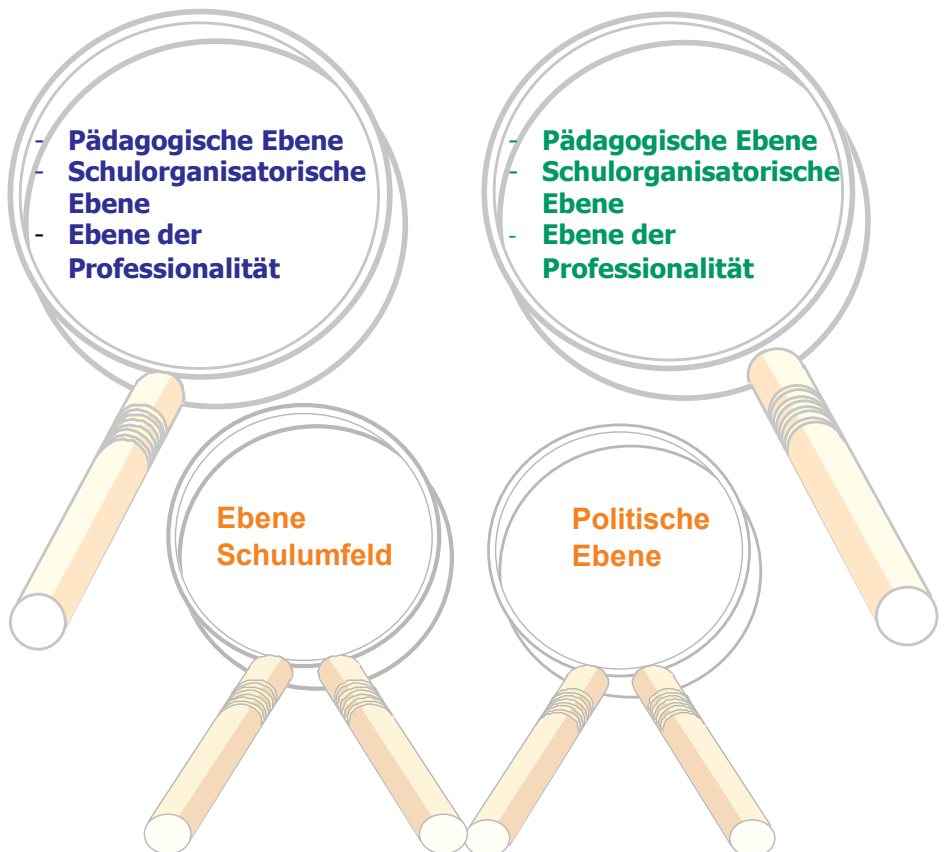 - Pädagogische Ebene
- Schulorganisatorische
Ebene
- Ebene der
Professionalität
- Pädagogische Ebene
- Schulorganisatorische
Ebene
- Ebene der
Professionalität
Ebene
Schulumfeld
Politische
Ebene